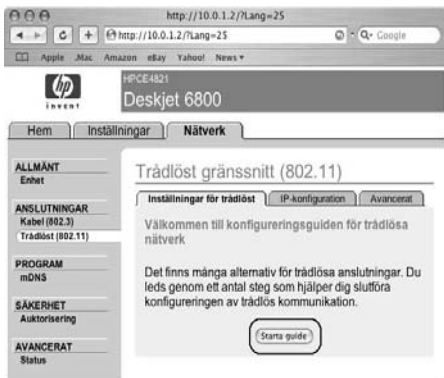 http://10.0.1.2/?Lang=25
http://10.0.1.2/?Lang=25
Google
Apple .Mac Amazon eBay Yahoo! News
hp
invent
HPCE4821
Deskjet 6800
Hem Inställningar Nätverk
ALLMÄNT
Enhet
ANSLUTNINGAR
Kabel (802.3)
Trådlöst (802.11)
PROGRAM
mDNS
SÄKERHET
Auktorisering
AVANCERAT
Status
Trådlöst gränssnitt (802.11)
Inställningar för trådlöst IP-konfiguration Avancerat
Välkommen till konfigureringsguiden för trådlösa
nätverk
Det finns många alternativ för trådlösa anslutningar. Du
leds genom ett antal steg som hjälper dig slutföra
konfigureringen av trådlös kommunikation.
Starta guide